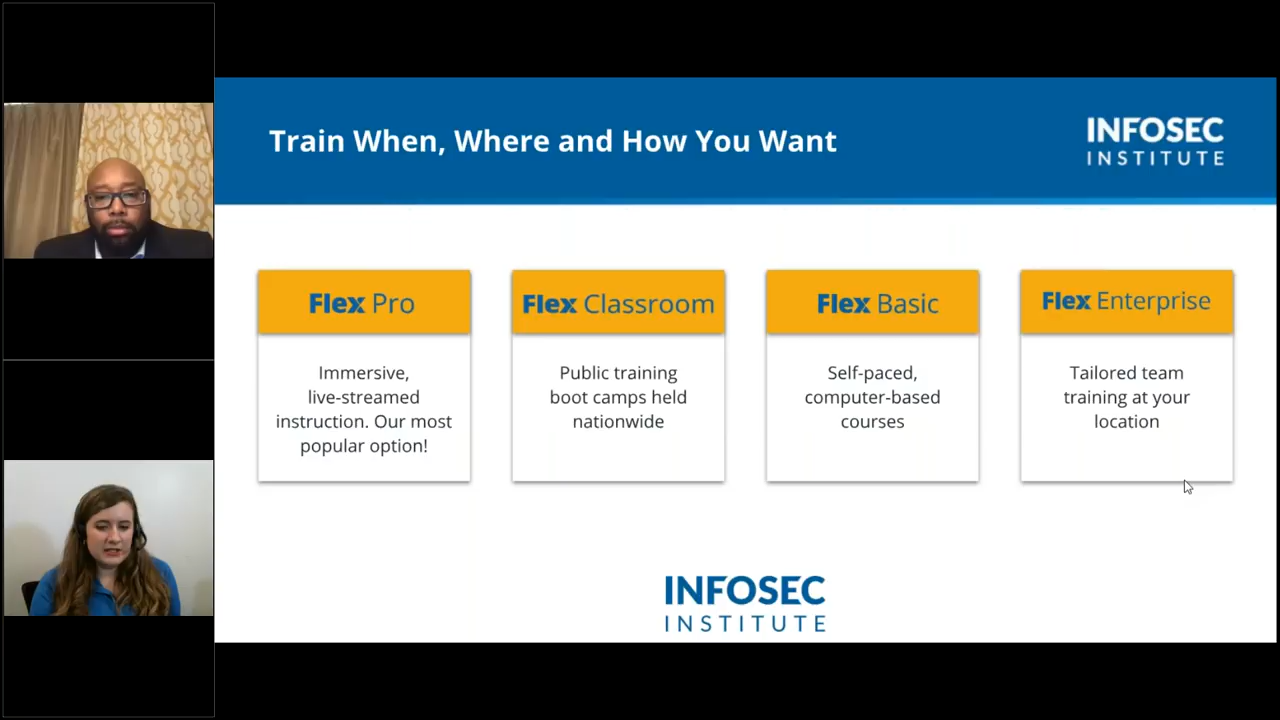 Train When, Where and How You Want
INFOSEC
INSTITUTE
Flex Pro
Immersive,
live-streamed
instruction. Our most
popular option!
Flex Classroom
Public training
boot camps held
nationwide
Flex Basic
Self-paced,
computer-based
courses
Flex Enterprise
Tailored team
training at your
location
INFOSEC
INSTITUTE